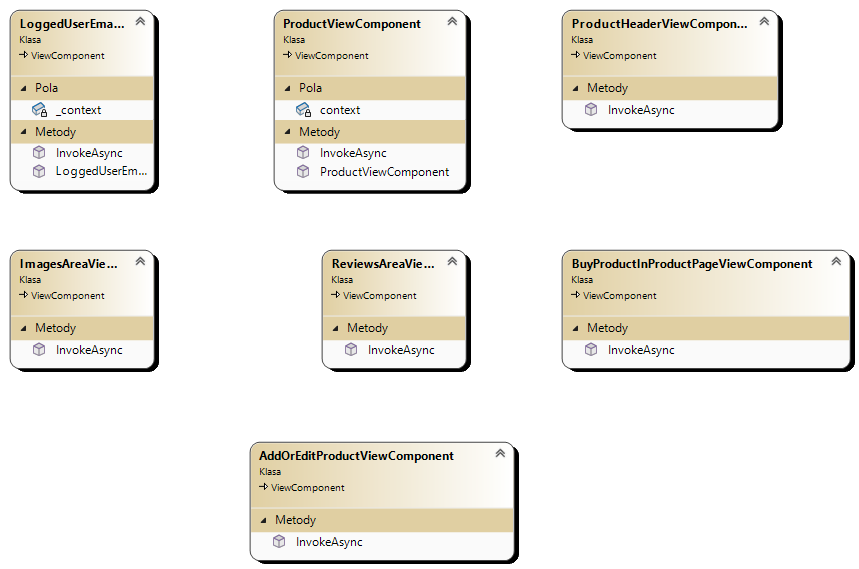 LoggedUserEma...
Klasa
ViewComponent
Pola
_context
Metody
InvokeAsync
LoggedUserEm...
ProductViewComponent
Klasa
ViewComponent
Pola
context
Metody
InvokeAsync
ProductViewComponent
ProductHeaderViewCompon...
Klasa
ViewComponent
Metody
InvokeAsync
ImagesAreaVie...
Klasa
ViewComponent
Metody
InvokeAsync
ReviewsAreaVie...
Klasa
ViewComponent
Metody
InvokeAsync
BuyProductInProductPageViewComponent
Klasa
ViewComponent
Metody
InvokeAsync
AddOrEditProductViewComponent
Klasa
ViewComponent
Metody
InvokeAsync